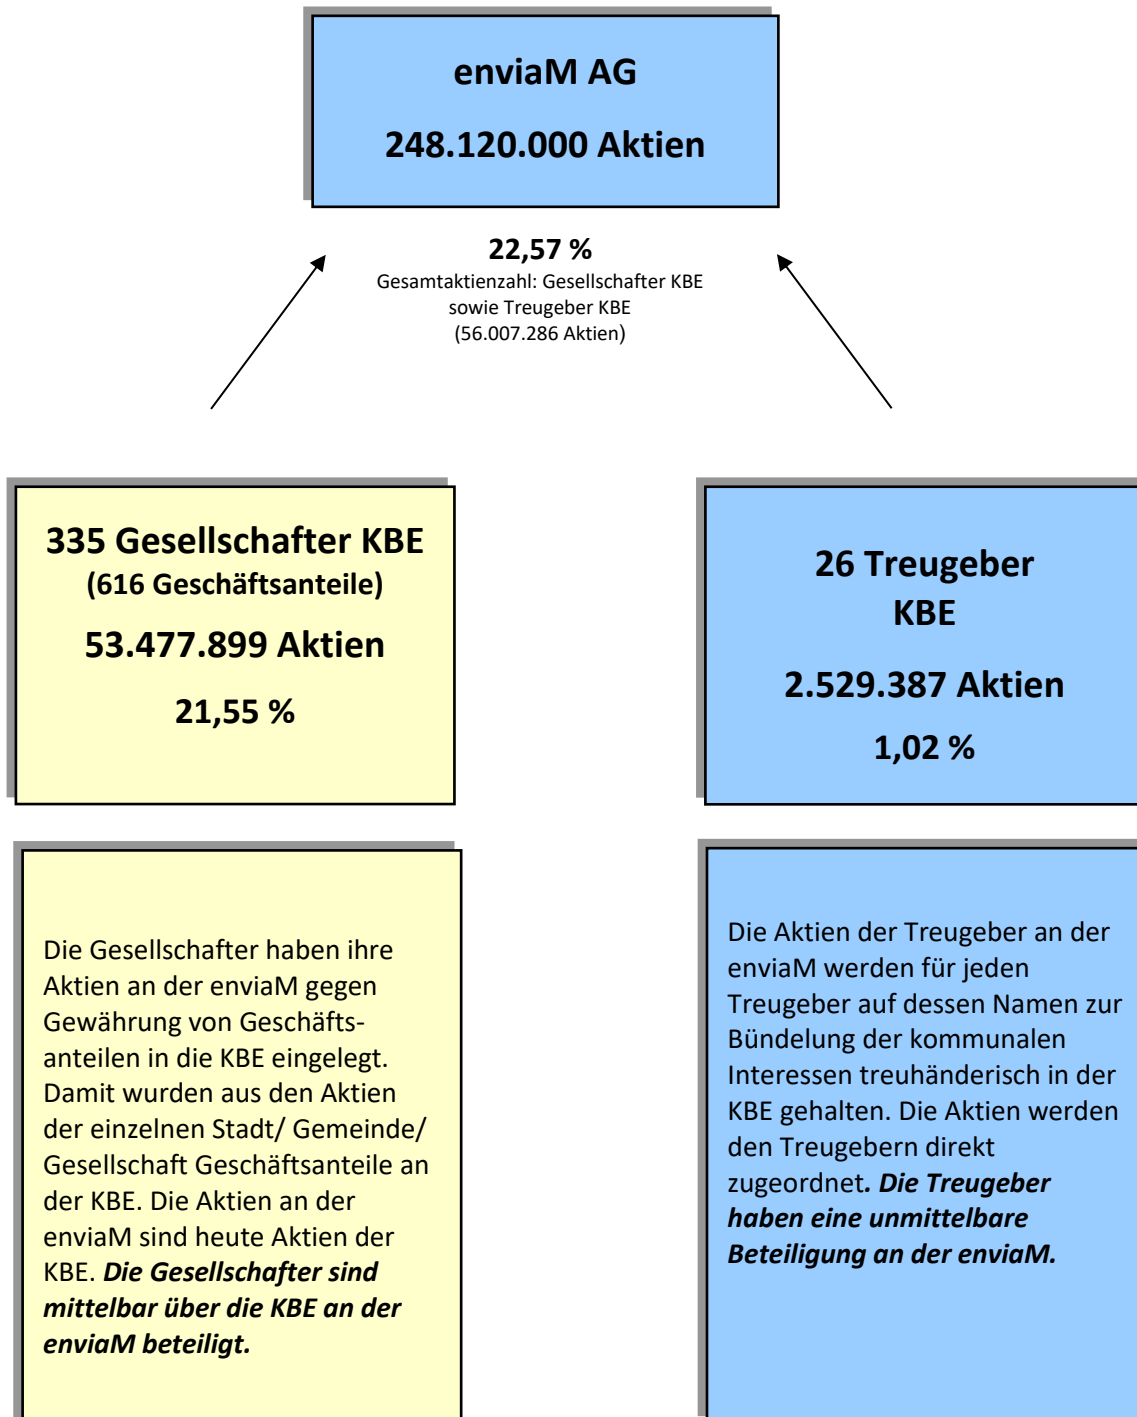 enviaM AG
248.120.000 Aktien
22,57 %
Gesamtaktienzahl: Gesellschafter KBE
sowie Treugeber KBE
(56.007.286 Aktien)
335 Gesellschafter KBE
(616 Geschäftsanteile)
53.477.899 Aktien
21,55 %
26 Treugeber
KBE
2.529.387 Aktien
1,02 %
Die Gesellschafter haben ihre
Aktien an der enviaM gegen
Gewährung von Geschäfts-
anteilen in die KBE eingelegt.
Damit wurden aus den Aktien
der einzelnen Stadt/ Gemeinde/
Gesellschaft Geschäftsanteile an
der KBE. Die Aktien an der
enviaM sind heute Aktien der
KBE. Die Gesellschafter sind
mittelbar über die KBE an der
enviaM beteiligt.
Die Aktien der Treugeber an der
enviaM werden für jeden
Treugeber auf dessen Namen zur
Bündelung der kommunalen
Interessen treuhänderisch in der
KBE gehalten. Die Aktien werden
den Treugebern direkt
zugeordnet. Die Treugeber
haben eine unmittelbare
Beteiligung an der enviaM.